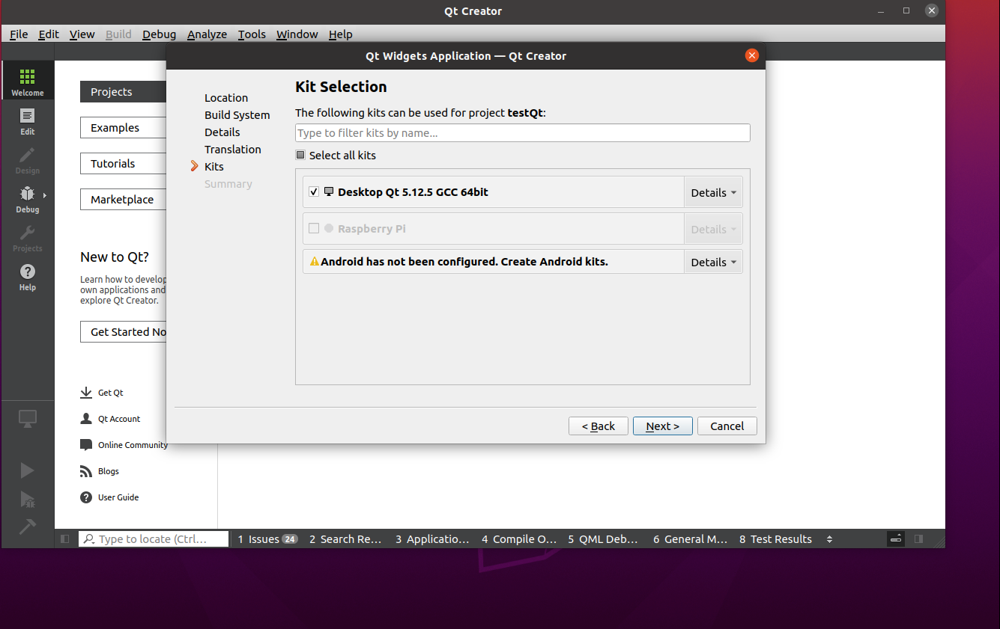 Qt Creator
File Edit View Build Debug Analyze Tools Window Help
Qt Widgets Application — Qt Creator
Welcome
Edit
Design
Debug
Projects
Help
Projects
Examples
Tutorials
Marketplace
New to Qt?
Learn how to develop
own applications and
explore Qt Creator.
Get Started No
Get Qt
Qt Account
Online Community
Blogs
User Guide
Location
Build System
Details
Translation
Kits
Summary
Kit Selection
The following kits can be used for project testQt:
Type to filter kits by name...
Select all kits
Desktop Qt 5.12.5 GCC 64bit Details
Raspberry Pi Details
Android has not been configured. Create Android kits. Details
< Back Next > Cancel
Type to locate (Ctrl... 1 Issues 24 2 Search Re... 3 Applicatio... 4 Compile O... 5 QML Deb... 6 General M... 8 Test Results